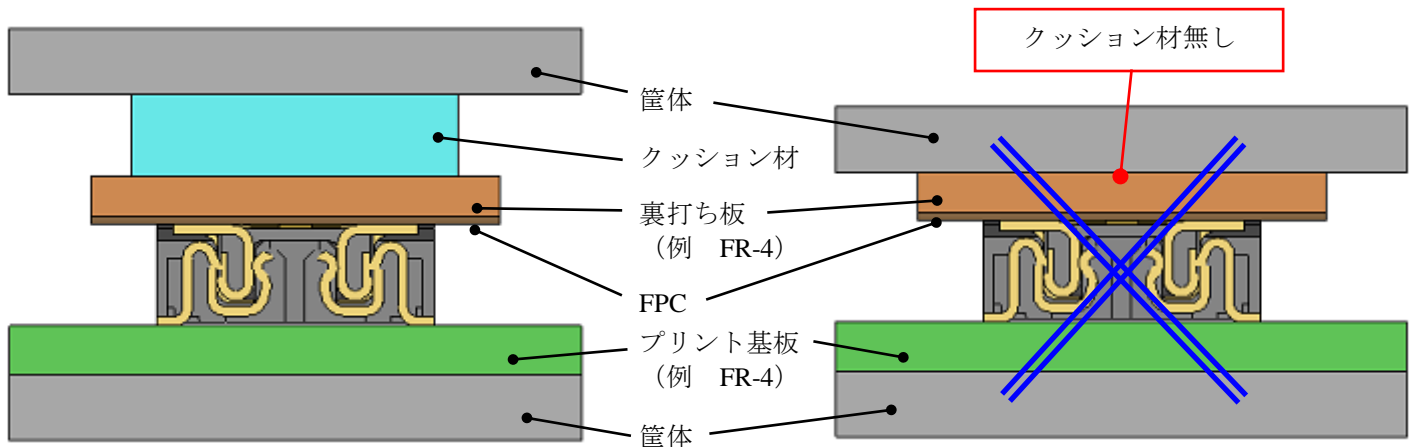 クッション材無し
筐体
クッション材
裏打ち板
（例　FR-4）
FPC
プリント基板
（例　FR-4）
筐体